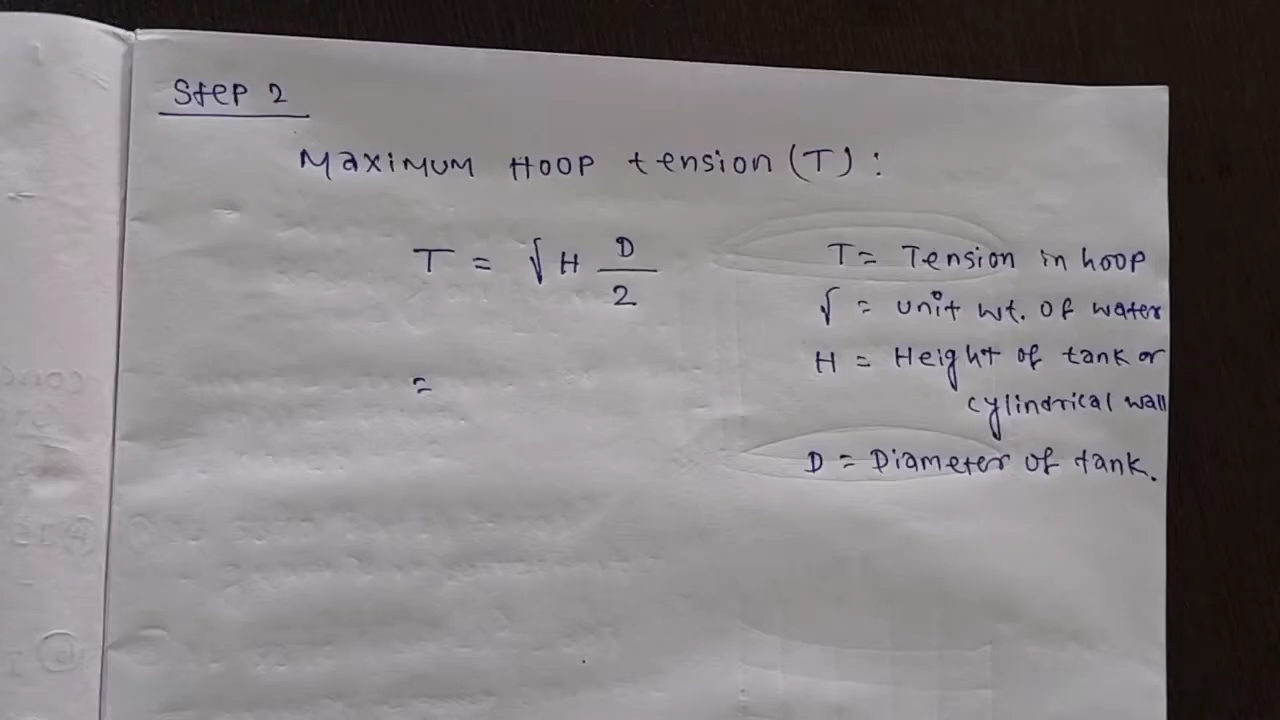 Step 2
Maximum Hoop tension (T) :
T = √ H D/2
=
T = Tension in hoop
√ = unit wt. of water
H = Height of tank or
cylindrical wall
D = Diameter of tank.